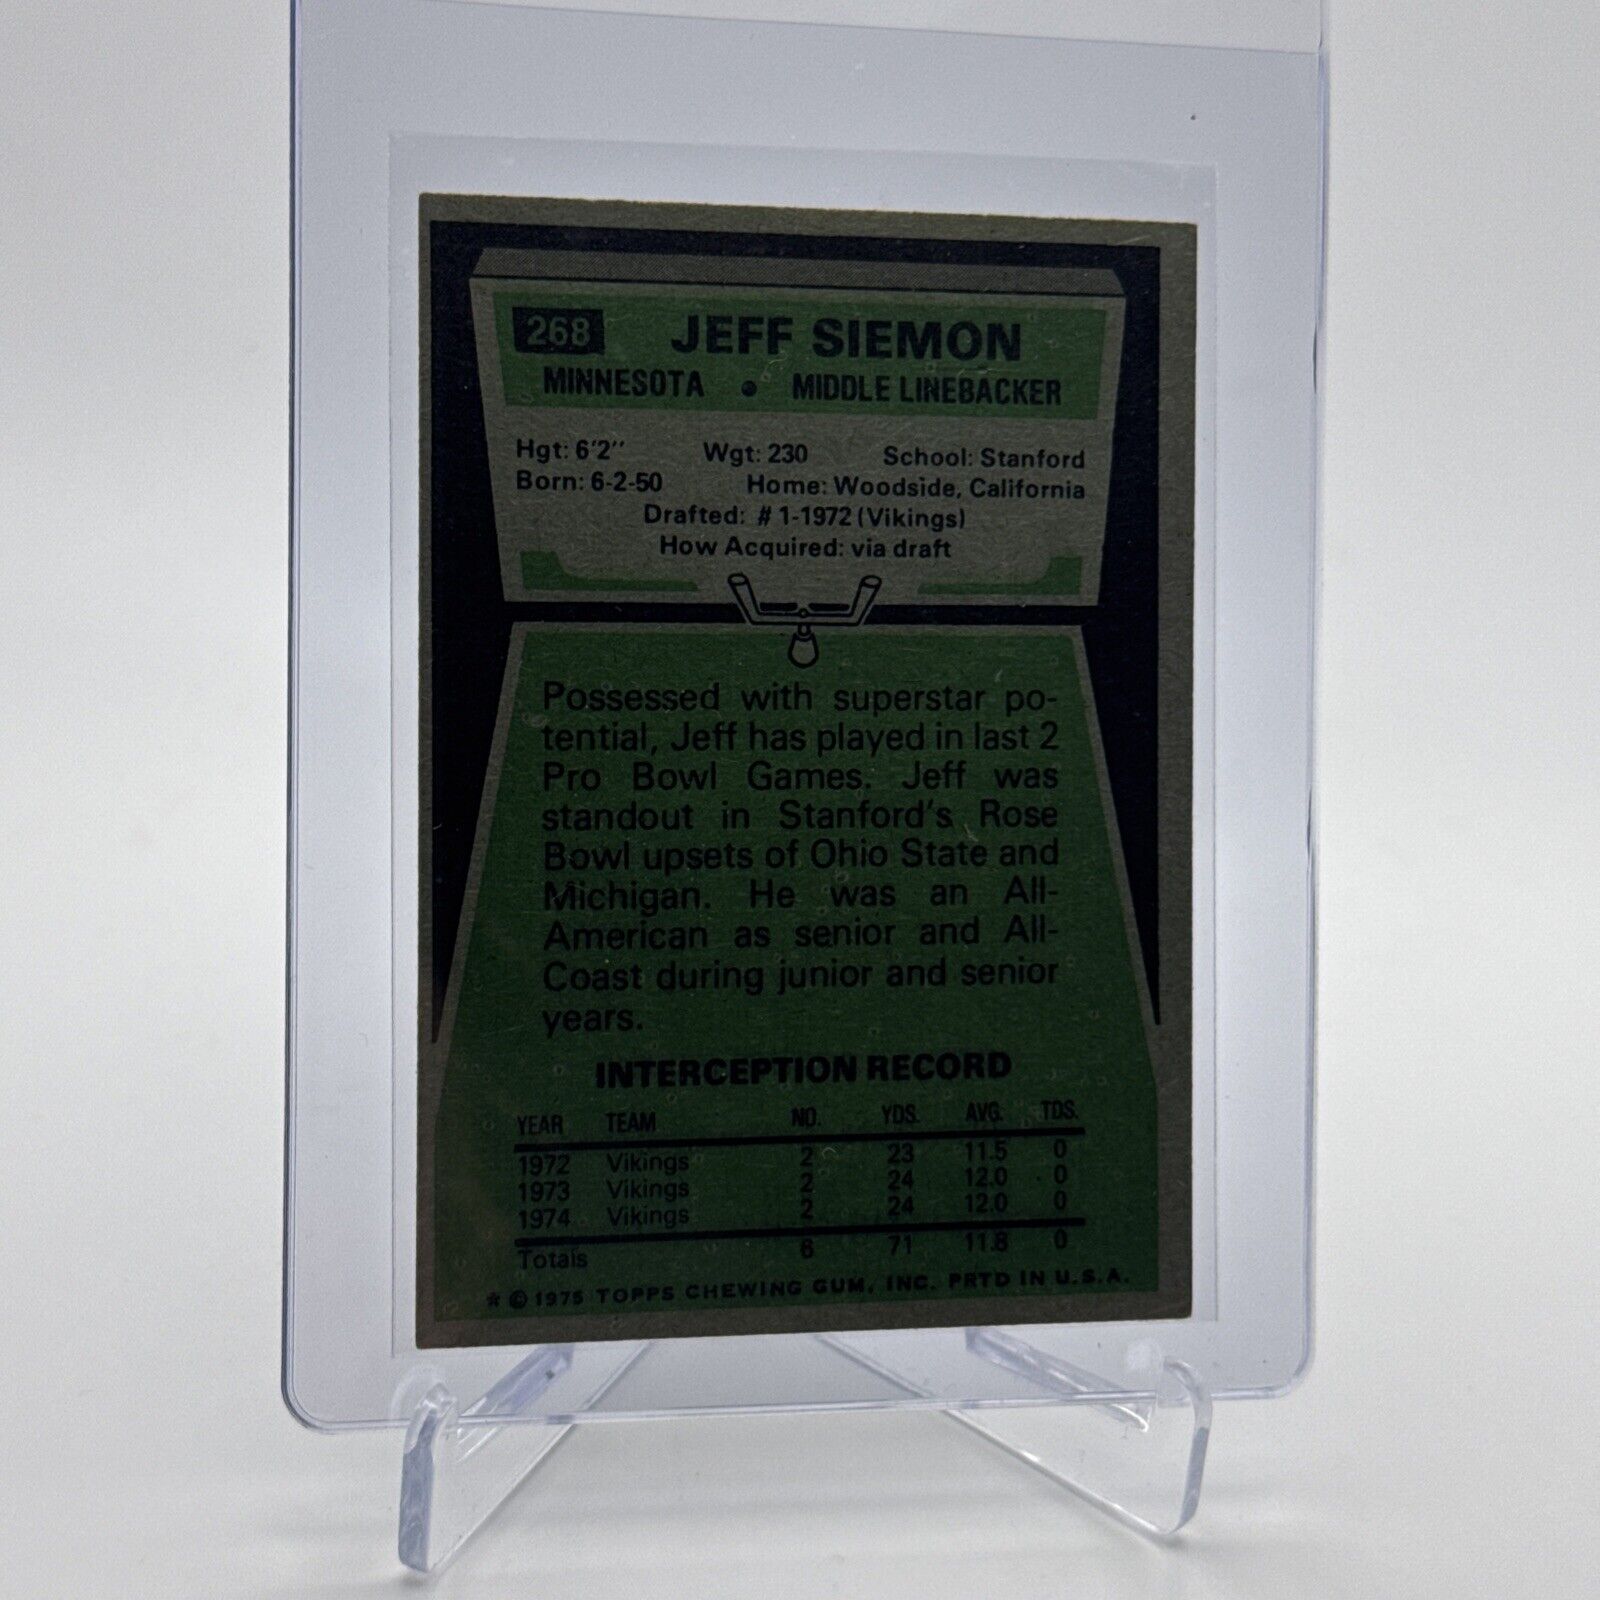 268 JEFF SIEMON
MINNESOTA • MIDDLE LINEBACKER
Hgt: 6'2" Wgt: 230 School: Stanford
Born: 6-2-50 Home: Woodside, California
Drafted: #1-1972 (Vikings)
How Acquired: via draft
Possessed with superstar po-
tential, Jeff has played in last 2
Pro Bowl Games. Jeff was
standout in Stanford's Rose
Bowl upsets of Ohio State and
Michigan. He was an All-
American as senior and All-
Coast during junior and senior
years.
INTERCEPTION RECORD
YEAR TEAM NO. YDS. AVG. TDS.
1972 Vikings 2 23 11.5 0
1973 Vikings 2 24 12.0 0
1974 Vikings 2 24 12.0 0
Totals 6 71 11.8 0
* © 1975 TOPPS CHEWING GUM, INC. PRTD IN U.S.A.